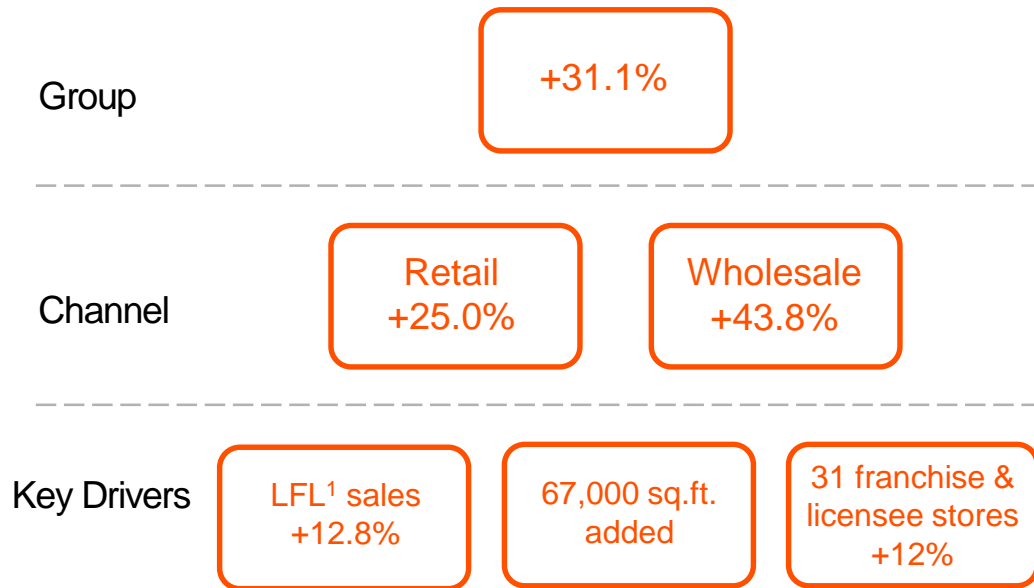 Group
+31.1%
Channel
Retail
+25.0%
Wholesale
+43.8%
Key Drivers
LFL¹ sales
+12.8%
67,000 sq.ft.
added
31 franchise &
licensee stores
+12%